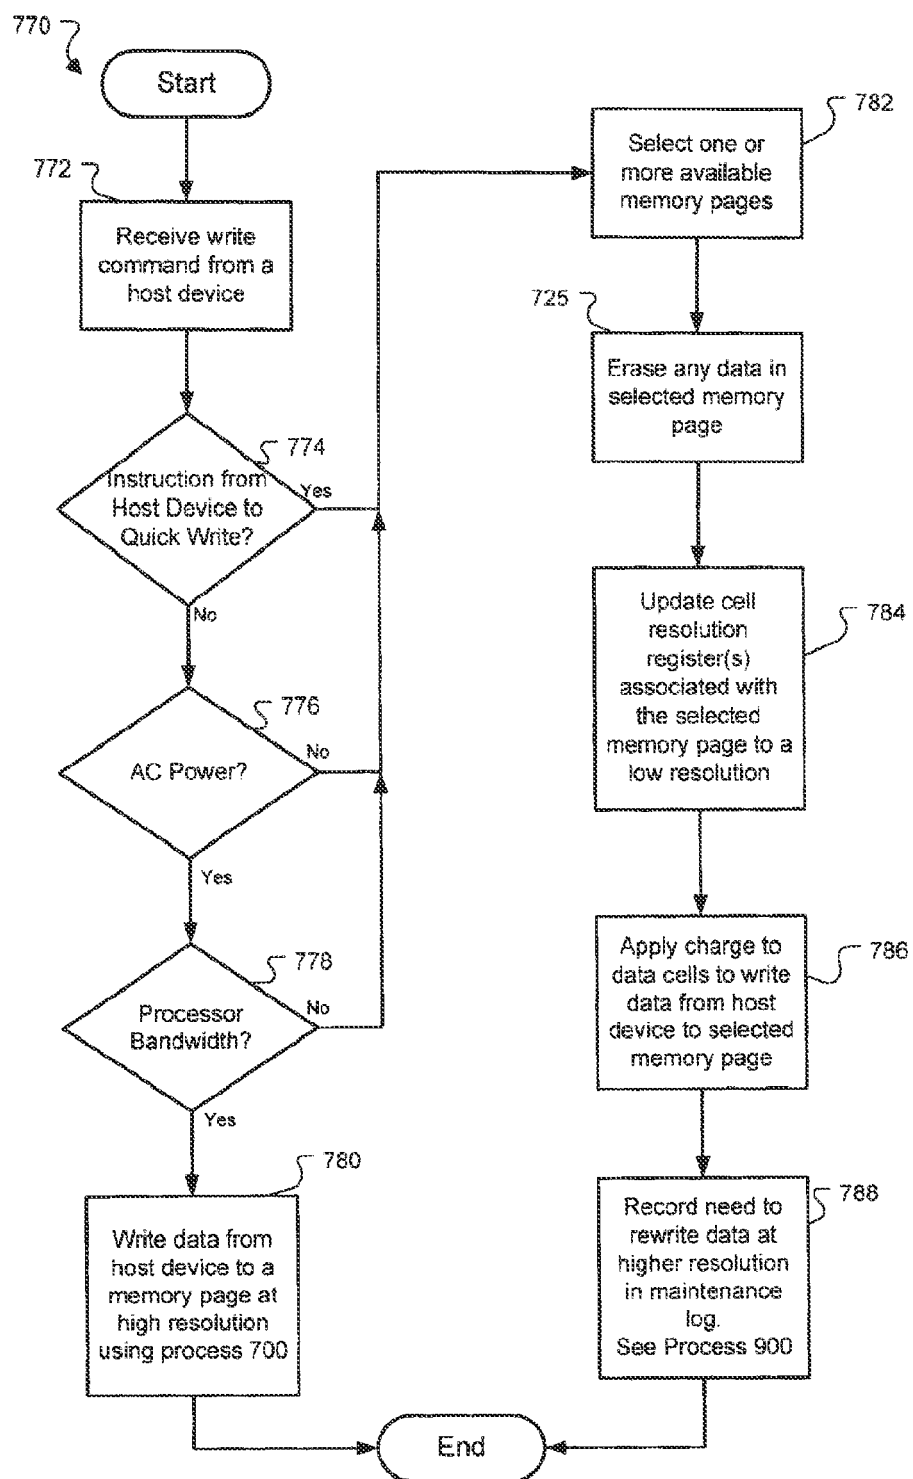 770
Start
772
Receive write
command from a
host device
774
Instruction from
Host Device to
Quick Write?
Yes
No
776
AC Power?
No
Yes
778
Processor
Bandwidth?
No
Yes
780
Write data from
host device to a
memory page at
high resolution
using process 700
782
Select one or
more available
memory pages
725
Erase any data in
selected memory
page
784
Update cell
resolution
register(s)
associated with
the selected
memory page to a
low resolution
786
Apply charge to
data cells to write
data from host
device to selected
memory page
788
Record need to
rewrite data at
higher resolution
in maintenance
log.
See Process 900
End